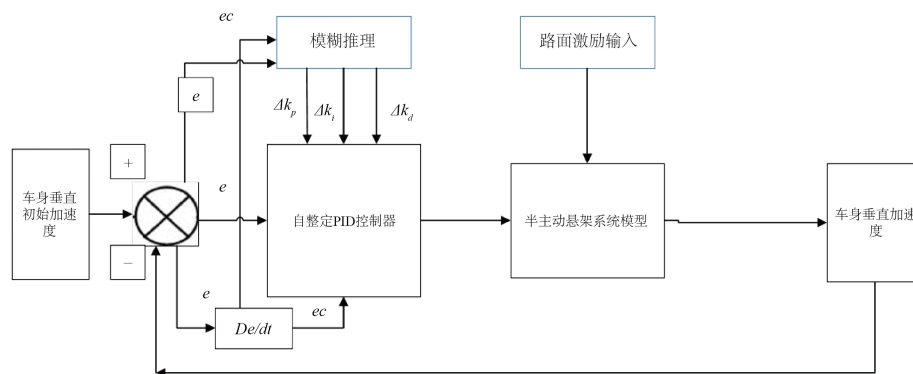 ec
模糊推理
路面激励输入
e
Δk_p Δk_i Δk_d
+
车身垂直
初始加速
度
e
自整定PID控制器
半主动悬架系统模型
车身垂直加速
度
−
e
ec
De/dt